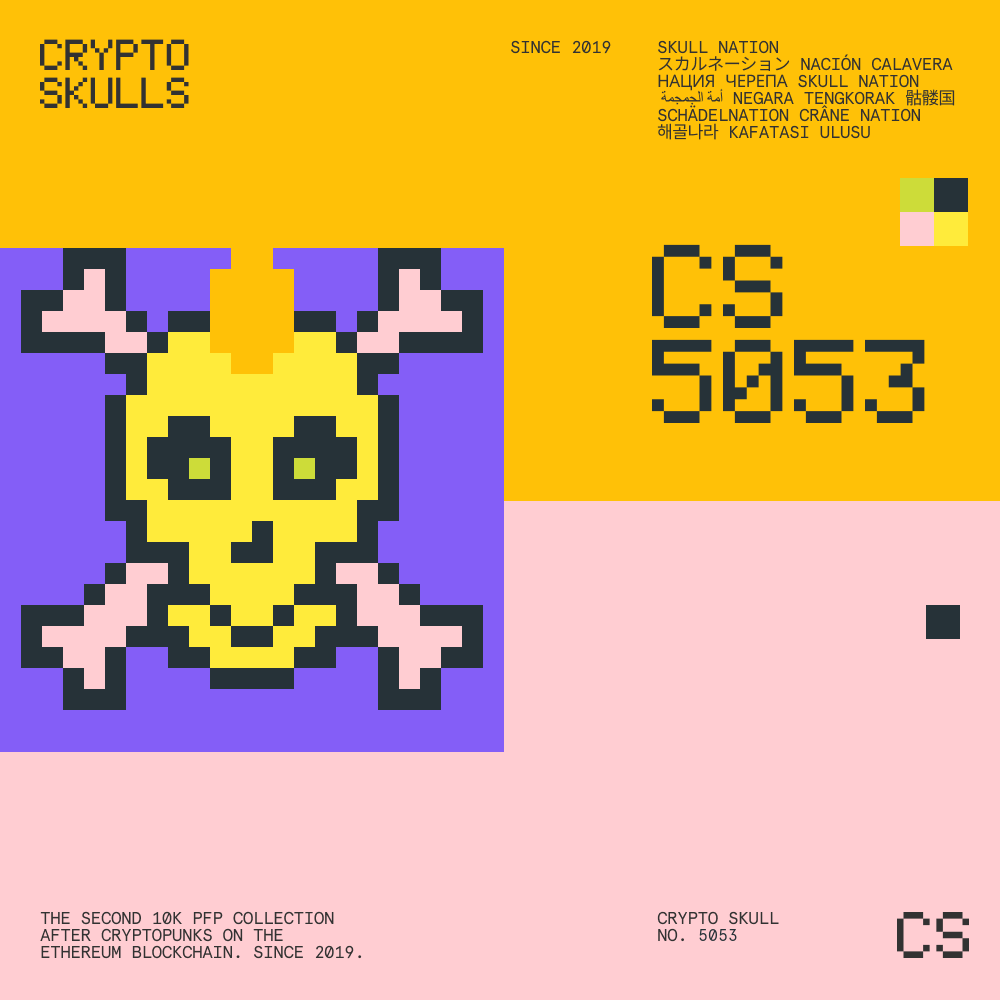 CRYPTO
SKULLS
SINCE 2019
SKULL NATION
スカルネーション NACIÓN CALAVERA
НАЦИЯ ЧЕРЕПА SKULL NATION
أمة الجمجمة NEGARA TENGKORAK 骷髅国
SCHÄDELNATION CRÂNE NATION
해골나라 KAFATASI ULUSU
CS
5053
THE SECOND 10K PFP COLLECTION
AFTER CRYPTOPUNKS ON THE
ETHEREUM BLOCKCHAIN. SINCE 2019.
CRYPTO SKULL
NO. 5053
CS